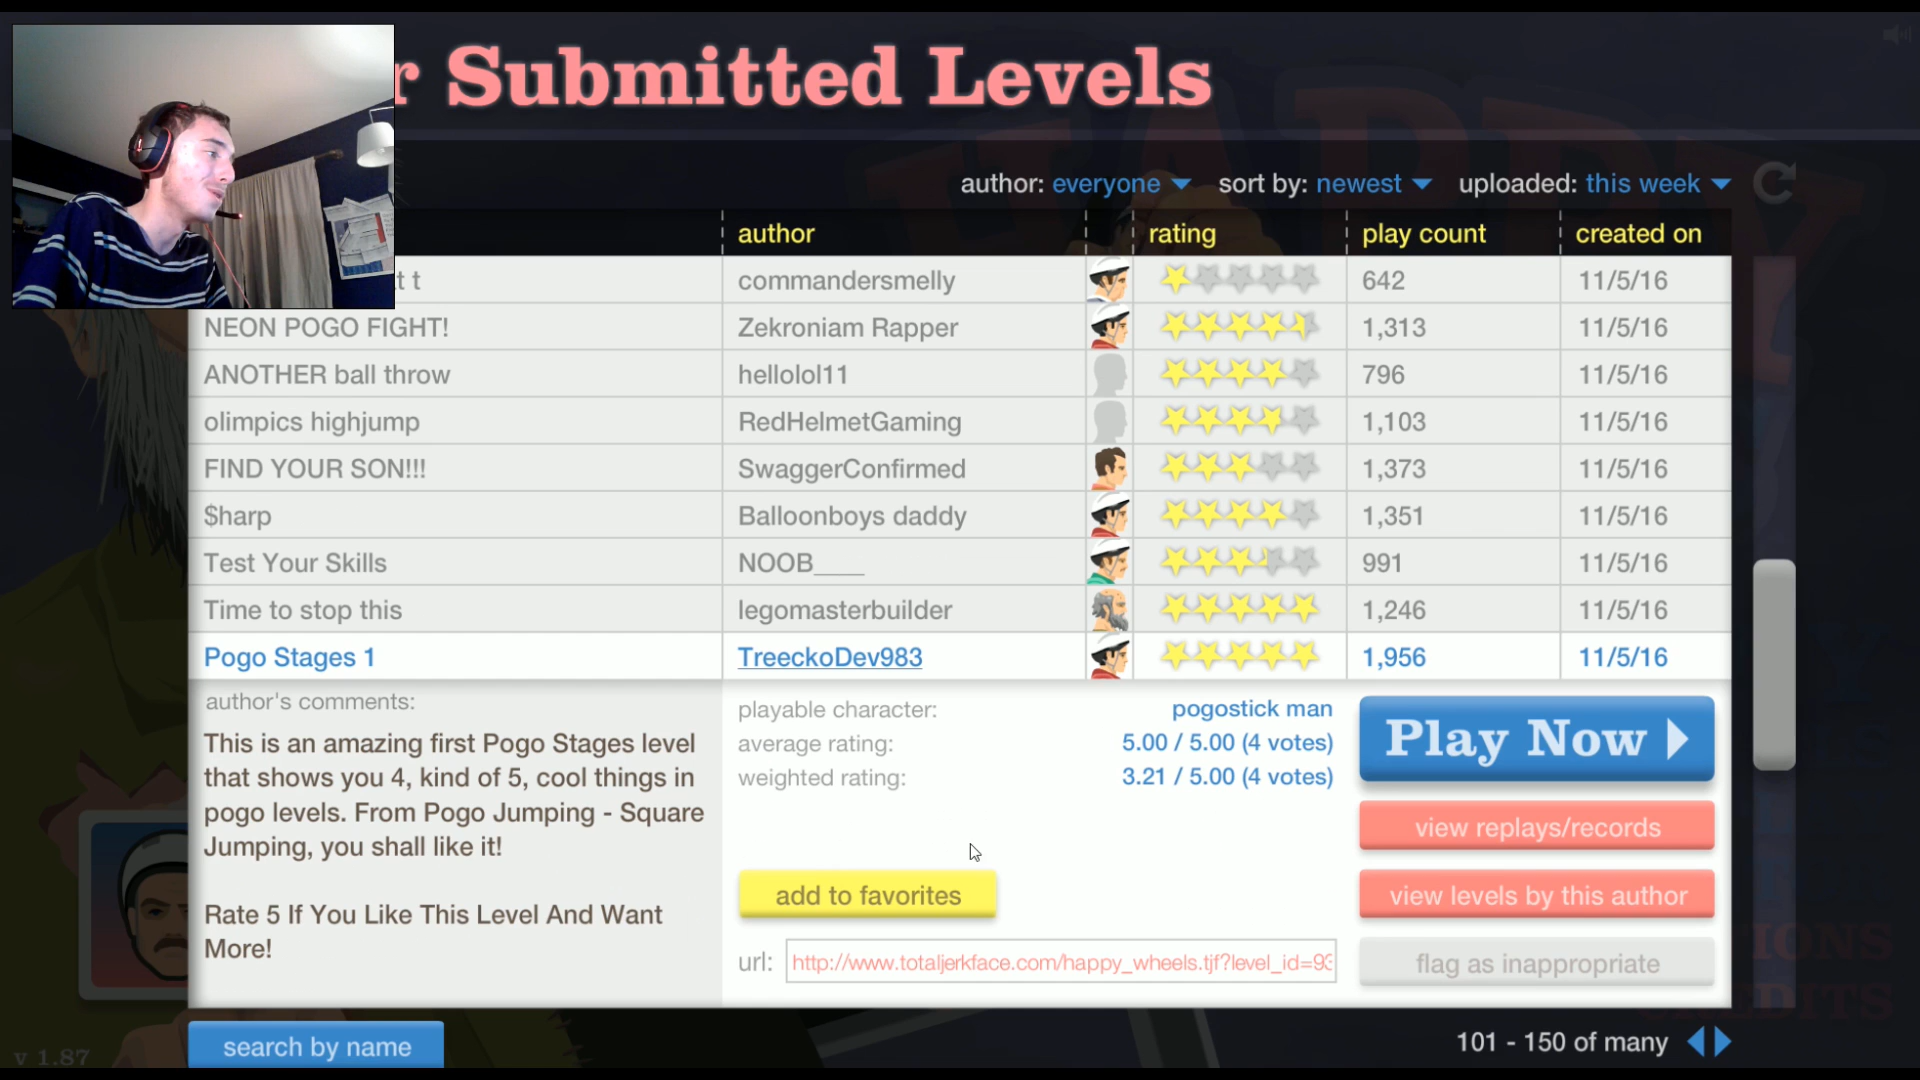 r Submitted Levels
author: everyone sort by: newest uploaded: this week
author rating play count created on
t t commandersmelly 642 11/5/16
NEON POGO FIGHT! Zekroniam Rapper 1,313 11/5/16
ANOTHER ball throw hellolol11 796 11/5/16
olimpics highjump RedHelmetGaming 1,103 11/5/16
FIND YOUR SON!!! SwaggerConfirmed 1,373 11/5/16
$harp Balloonboys daddy 1,351 11/5/16
Test Your Skills NOOB____ 991 11/5/16
Time to stop this legomasterbuilder 1,246 11/5/16
Pogo Stages 1 TreeckoDev983 1,956 11/5/16
author's comments:
This is an amazing first Pogo Stages level
that shows you 4, kind of 5, cool things in
pogo levels. From Pogo Jumping - Square
Jumping, you shall like it!
Rate 5 If You Like This Level And Want
More!
playable character: pogostick man
average rating: 5.00 / 5.00 (4 votes)
weighted rating: 3.21 / 5.00 (4 votes)
add to favorites
url: http://www.totaljerkface.com/happy_wheels.tjf?level_id=93
Play Now
view replays/records
view levels by this author
flag as inappropriate
IONS
EDITS
search by name
101 - 150 of many
v 1.87